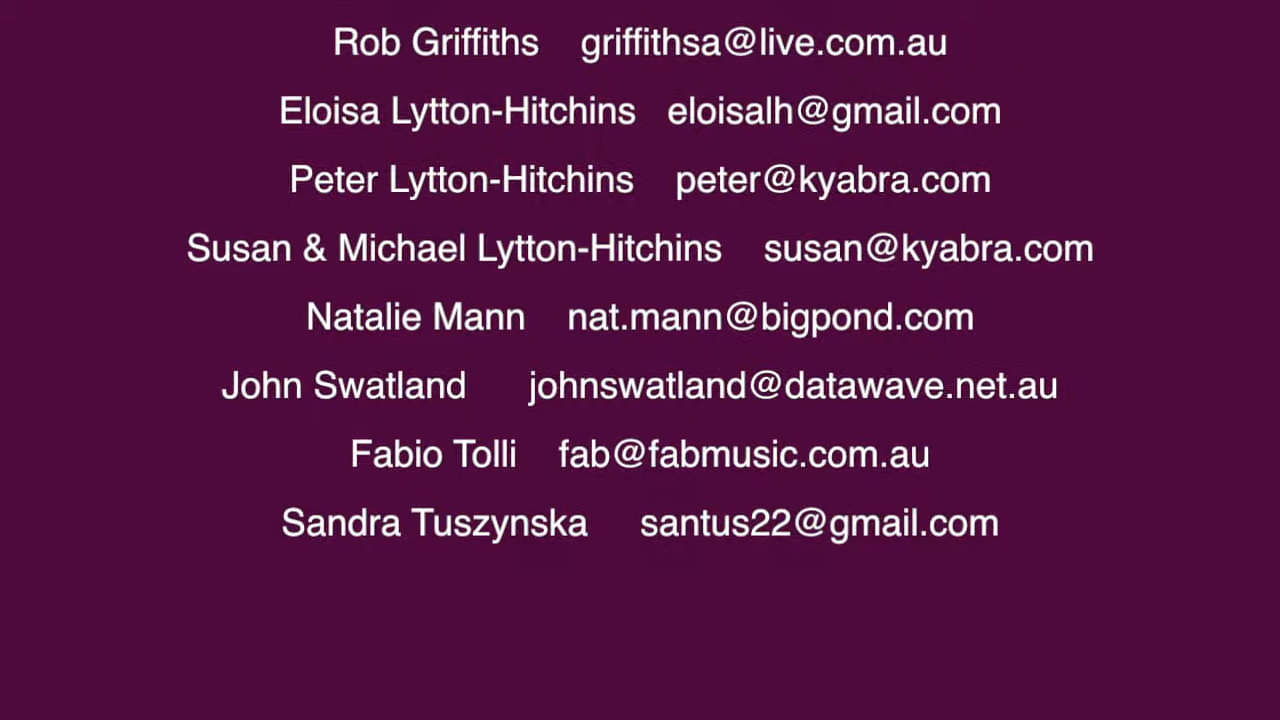 Rob Griffiths griffithsa@live.com.au
Eloisa Lytton-Hitchins eloisalh@gmail.com
Peter Lytton-Hitchins peter@kyabra.com
Susan & Michael Lytton-Hitchins susan@kyabra.com
Natalie Mann nat.mann@bigpond.com
John Swatland johnswatland@datawave.net.au
Fabio Tolli fab@fabmusic.com.au
Sandra Tuszynska santus22@gmail.com